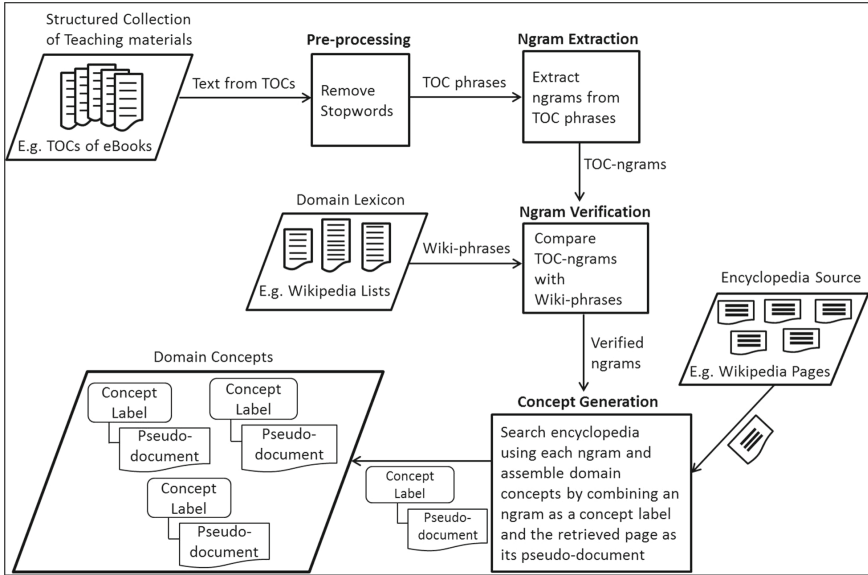 Structured Collection
of Teaching materials
E.g. TOCs of eBooks
Text from TOCs
Pre-processing
Remove
Stopwords
TOC phrases
Ngram Extraction
Extract
ngrams from
TOC phrases
TOC-ngrams
Domain Lexicon
E.g. Wikipedia Lists
Wiki-phrases
Ngram Verification
Compare
TOC-ngrams
with
Wiki-phrases
Verified
ngrams
Encyclopedia Source
E.g. Wikipedia Pages
Concept Generation
Search encyclopedia
using each ngram and
assemble domain
concepts by combining an
ngram as a concept label
and the retrieved page as
its pseudo-document
Concept
Label
Pseudo-
document
Domain Concepts
Concept
Label
Pseudo-
document
Concept
Label
Pseudo-
document
Concept
Label
Pseudo-
document